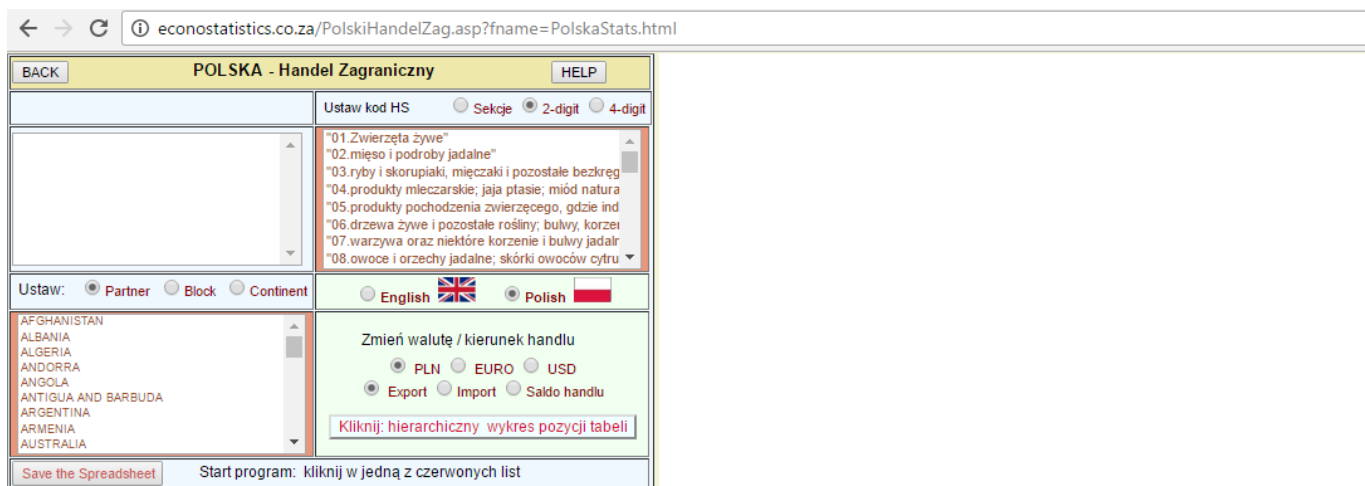 econostatistics.co.za/PolskiHandelZag.asp?fname=PolskaStats.html
BACK POLSKA - Handel Zagraniczny HELP
Ustaw kod HS Sekcje 2-digit 4-digit
"01.Zwierzęta żywe"
"02.mięso i podroby jadalne"
"03.ryby i skorupiaki, mięczaki i pozostałe bezkręg
"04.produkty mleczarskie; jaja ptasie; miód natura
"05.produkty pochodzenia zwierzęcego, gdzie ind
"06.drzewa żywe i pozostałe rośliny; bulwy, korzen
"07.warzywa oraz niektóre korzenie i bulwy jadaln
"08.owoce i orzechy jadalne; skórki owoców cytru
Ustaw: Partner Block Continent
English Polish
AFGHANISTAN
ALBANIA
ALGERIA
ANDORRA
ANGOLA
ANTIGUA AND BARBUDA
ARGENTINA
ARMENIA
AUSTRALIA
Zmień walutę / kierunek handlu
PLN EURO USD
Export Import Saldo handlu
Kliknij: hierarchiczny wykres pozycji tabeli
Save the Spreadsheet Start program: kliknij w jedną z czerwonych list